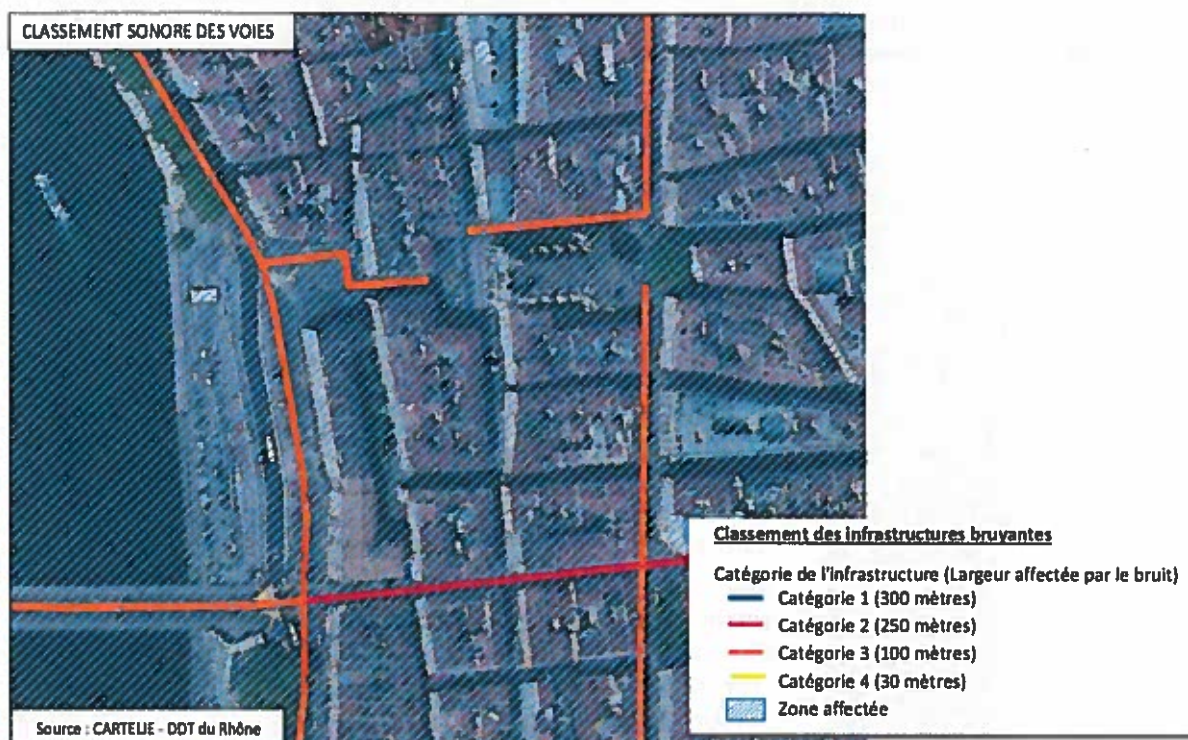 CLASSEMENT SONORE DES VOIES
Classement des infrastructures bruyantes
Catégorie de l'infrastructure (Largeur affectée par le bruit)
Catégorie 1 (300 mètres)
Catégorie 2 (250 mètres)
Catégorie 3 (100 mètres)
Catégorie 4 (30 mètres)
Zone affectée
Source : CARTELIE - DDT du Rhône